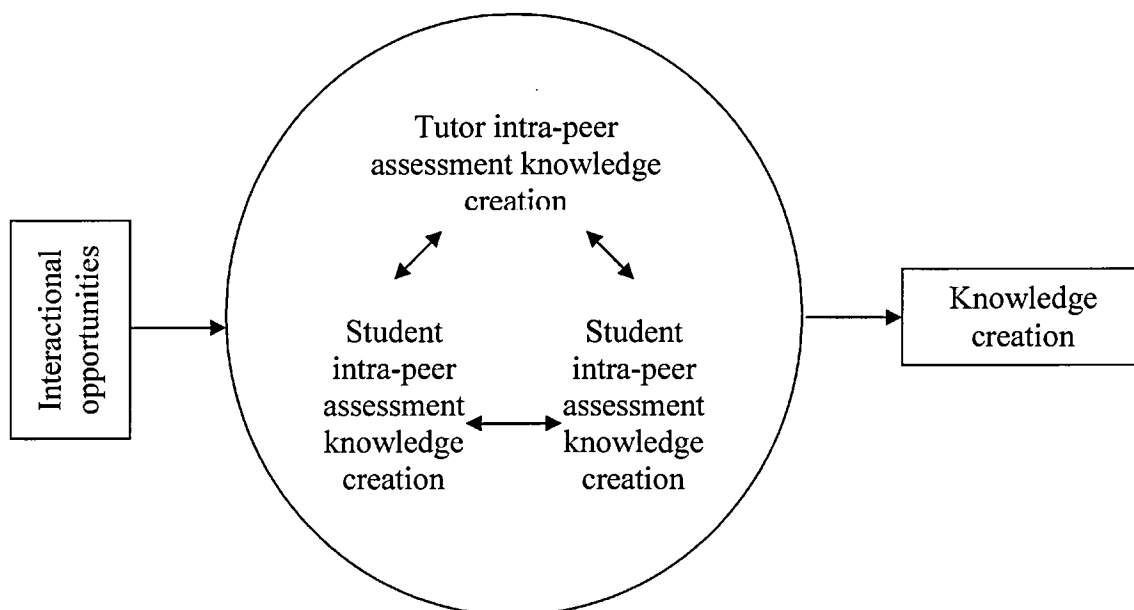 Tutor intra-peer
assessment knowledge
creation
Interactional
opportunities
Student
intra-peer
assessment
knowledge
creation
Student
intra-peer
assessment
knowledge
creation
Knowledge
creation